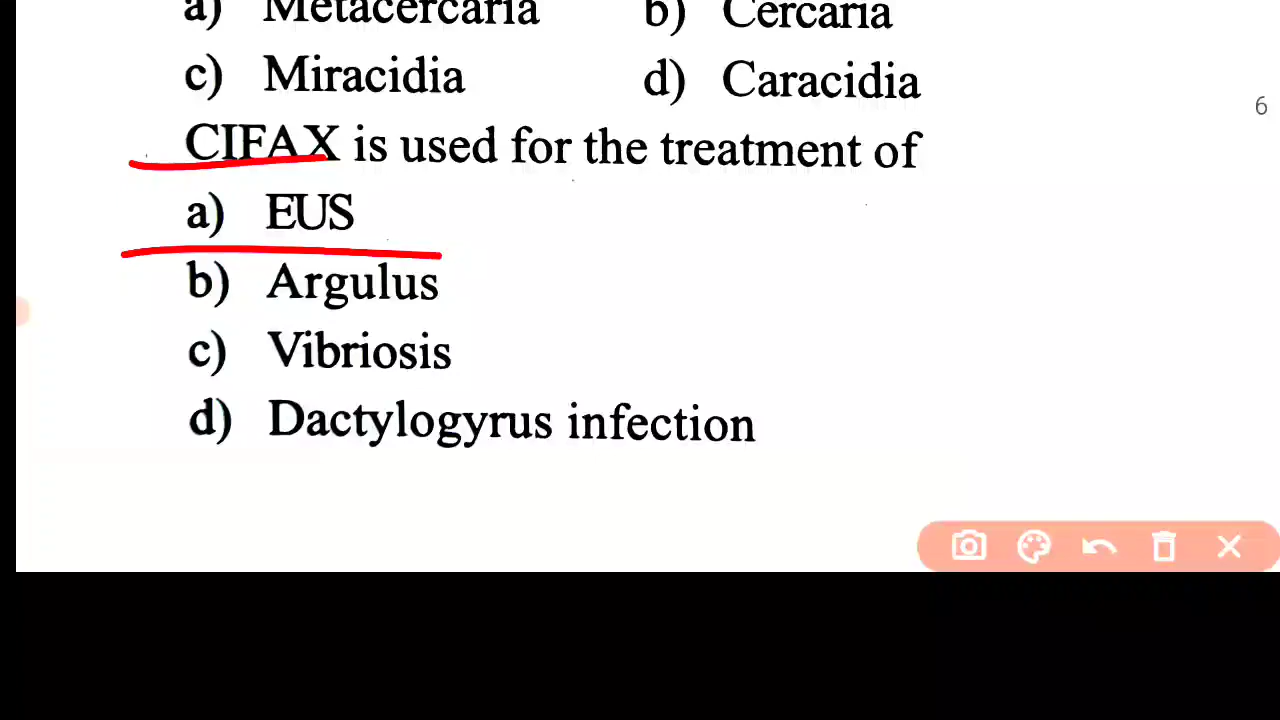 a) Metacercaria b) Cercaria
c) Miracidia d) Caracidia
6
CIFAX is used for the treatment of
a) EUS
b) Argulus
c) Vibriosis
d) Dactylogyrus infection